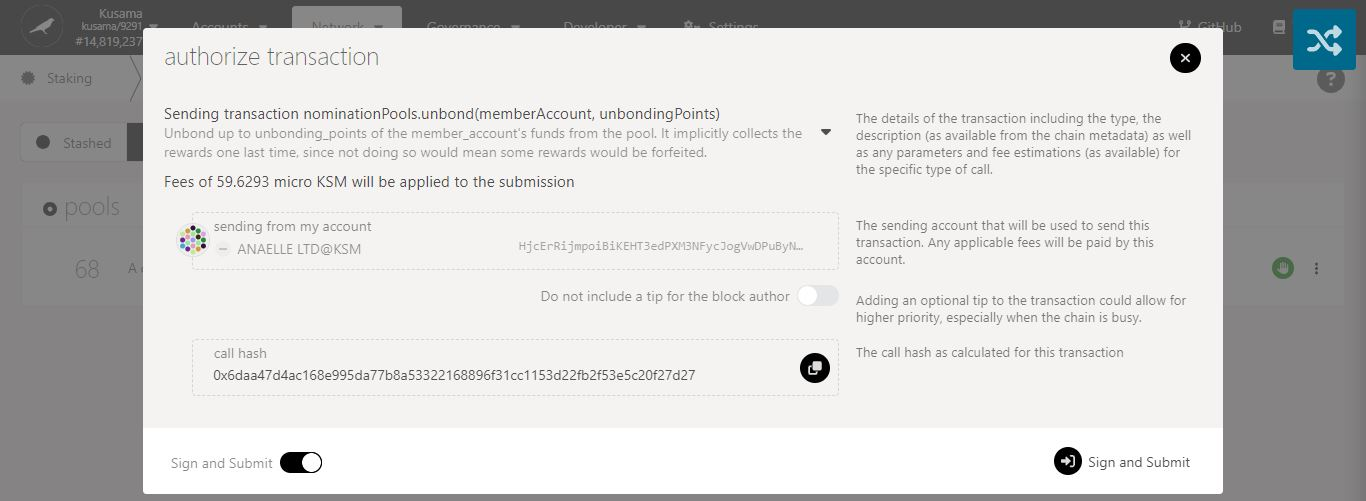 Kusama
kusama/9291
#14,819,237
Accounts
Network
Governance
Developer
Settings
GitHub
Staking
Stashed
pools
68
authorize transaction
Sending transaction nominationPools.unbond(memberAccount, unbondingPoints)
Unbond up to unbonding_points of the member_account's funds from the pool. It implicitly collects the
rewards one last time, since not doing so would mean some rewards would be forfeited.
Fees of 59.6293 micro KSM will be applied to the submission
The details of the transaction including the type, the
description (as available from the chain metadata) as well
as any parameters and fee estimations (as available) for
the specific type of call.
sending from my account
ANAELLE LTD@KSM
HjcErRijmpoiBiKEHT3edPXM3NFycJogVwDPuByN…
The sending account that will be used to send this
transaction. Any applicable fees will be paid by this
account.
Do not include a tip for the block author
Adding an optional tip to the transaction could allow for
higher priority, especially when the chain is busy.
call hash
0x6daa47d4ac168e995da77b8a53322168896f31cc1153d22fb2f53e5c20f27d27
The call hash as calculated for this transaction
Sign and Submit
Sign and Submit